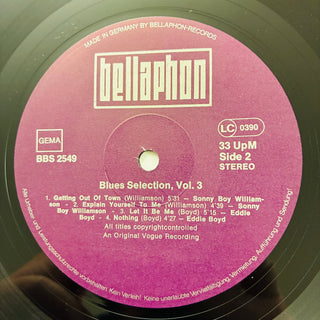 MADE IN GERMANY BY BELLAPHON-RECORDS
bellaphon
GEMA
BBS 2549
LC 0390
33 UpM
Side 2
STEREO
Blues Selection, Vol. 3
1. Getting Out Of Town (Williamson) 5:31 – Sonny Boy William-
son - 2. Explain Yourself To Me (Williamson) 4:39 – Sonny
Boy Williamson - 3. Let It Be Me (Boyd) 5:15 – Eddie
Boyd - 4. Nothing (Boyd) 4:27 – Eddie Boyd
All titles copyrightcontrolled
An Original Vogue Recording
Alle Urheber und Leistungsschutzrechte vorbehalten. Kein Verleih! Keine unerlaubte Vervielfältigung, Vermietung, Aufführung und Sendung!